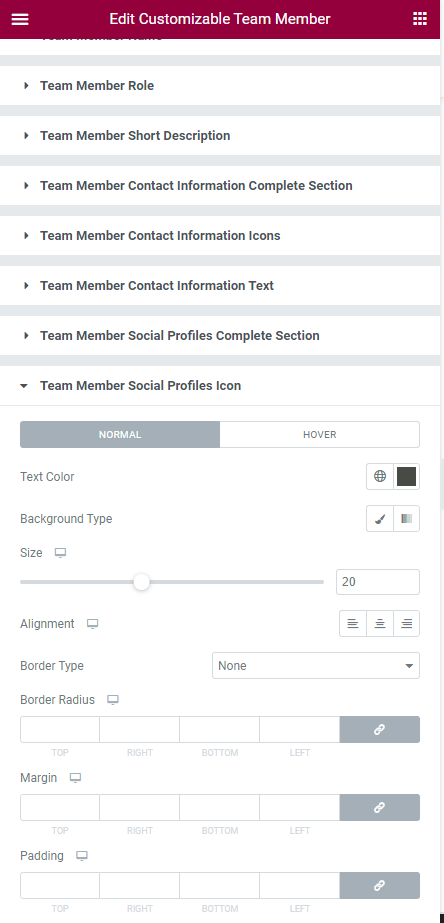 Edit Customizable Team Member
Team Member Name
Team Member Role
Team Member Short Description
Team Member Contact Information Complete Section
Team Member Contact Information Icons
Team Member Contact Information Text
Team Member Social Profiles Complete Section
Team Member Social Profiles Icon
NORMAL HOVER
Text Color
Background Type
Size
20
Alignment
Border Type None
Border Radius
TOP RIGHT BOTTOM LEFT
Margin
TOP RIGHT BOTTOM LEFT
Padding
TOP RIGHT BOTTOM LEFT